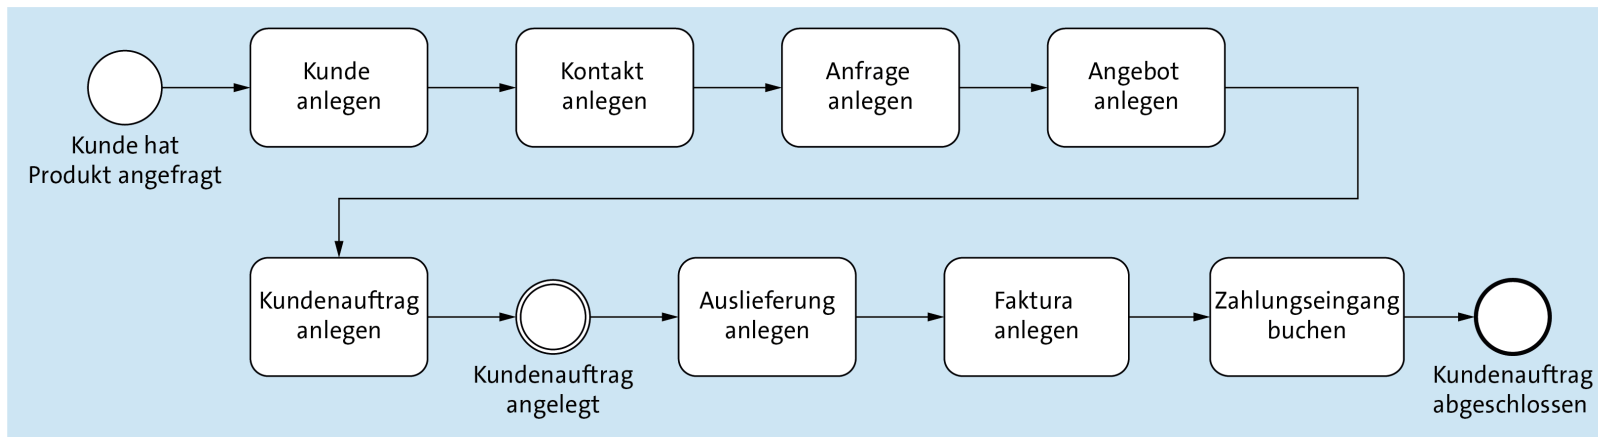 Kunde
anlegen
Kontakt
anlegen
Anfrage
anlegen
Angebot
anlegen
Kunde hat
Produkt angefragt
Kundenauftrag
anlegen
Auslieferung
anlegen
Faktura
anlegen
Zahlungseingang
buchen
Kundenauftrag
angelegt
Kundenauftrag
abgeschlossen